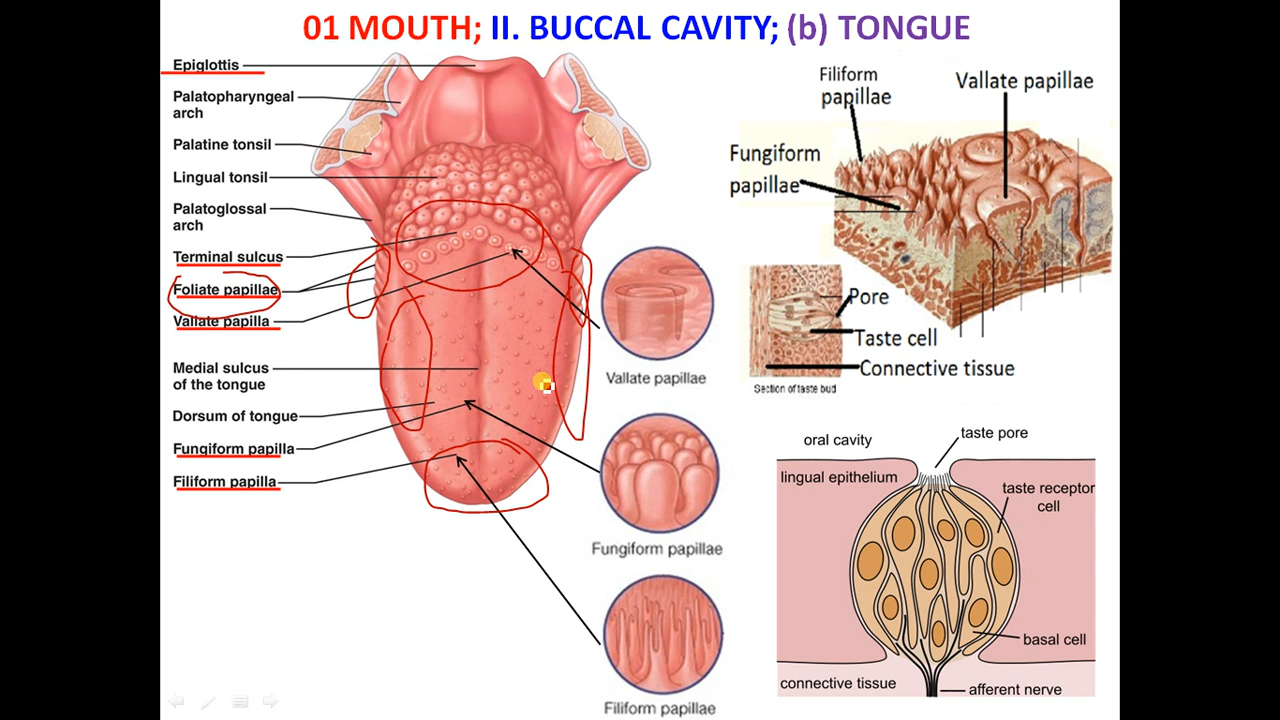 01 MOUTH; II. BUCCAL CAVITY; (b) TONGUE
Epiglottis
Palatopharyngeal
arch
Palatine tonsil
Lingual tonsil
Palatoglossal
arch
Terminal sulcus
Foliate papillae
Vallate papilla
Medial sulcus
of the tongue
Dorsum of tongue
Fungiform papilla
Filiform papilla
Vallate papillae
Fungiform papillae
Filiform papillae
Filiform
papillae
Vallate papillae
Fungiform
papillae
Pore
Taste cell
Connective tissue
Section of taste bud
oral cavity
taste pore
lingual epithelium
taste receptor
cell
basal cell
connective tissue
afferent nerve